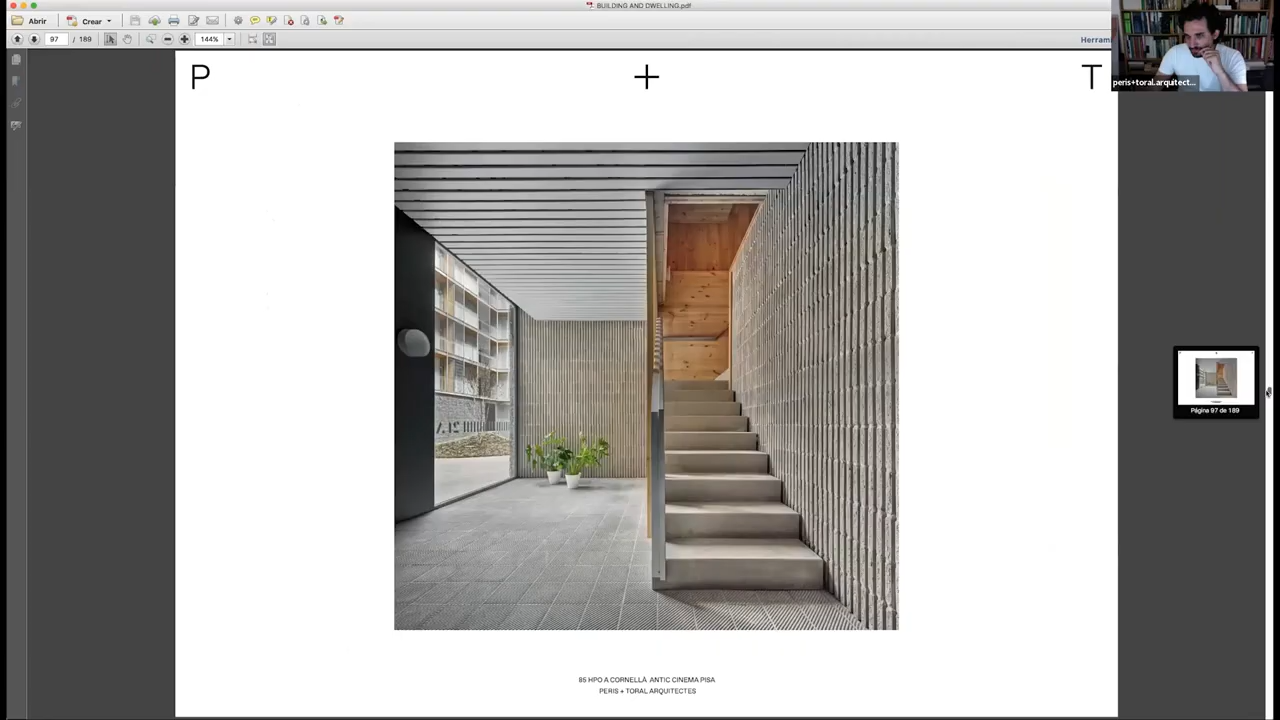 BUILDING AND DWELLING.pdf
Abrir
Crear
97 / 189
144%
Herrami
P + T
peris+toral.arquitect...
Página 97 de 189
85 HPO A CORNELLÀ ANTIC CINEMA PISA
PERIS + TORAL ARQUITECTES